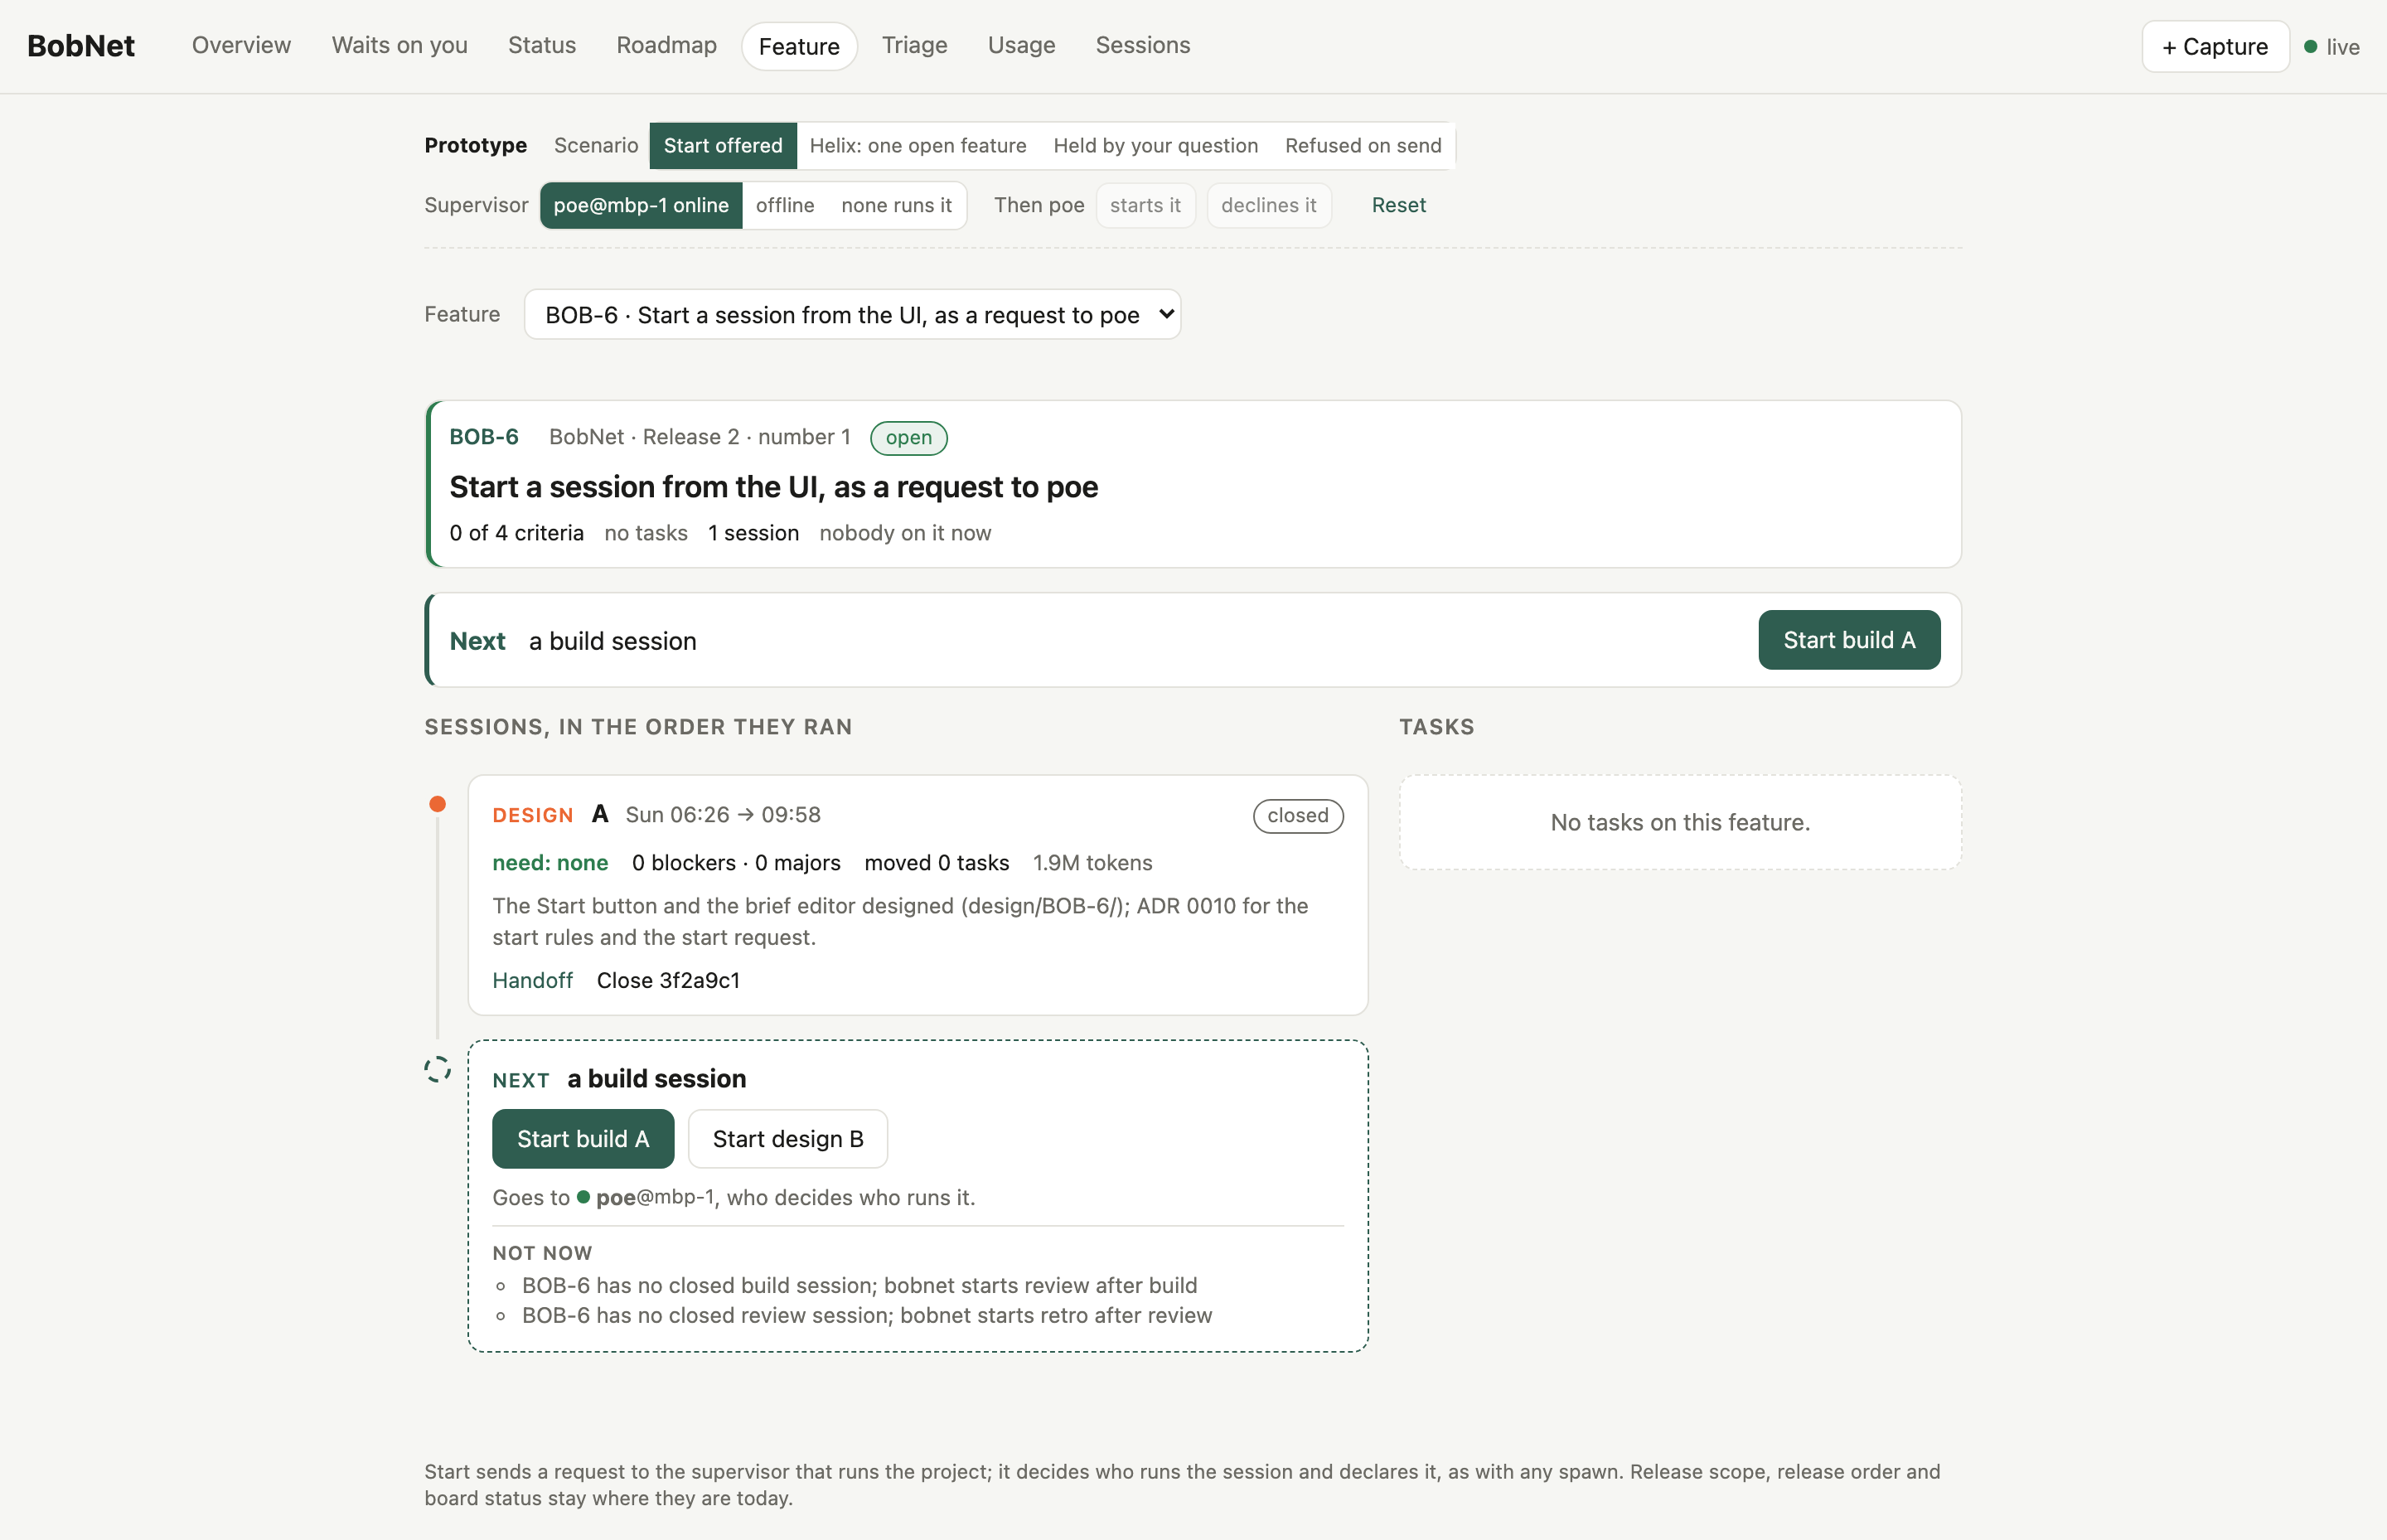 BobNet Overview Waits on you Status Roadmap Feature Triage Usage Sessions + Capture live
Prototype Scenario Start offered Helix: one open feature Held by your question Refused on send
Supervisor poe@mbp-1 online offline none runs it Then poe starts it declines it Reset
Feature BOB-6 · Start a session from the UI, as a request to poe
BOB-6 BobNet · Release 2 · number 1 open
Start a session from the UI, as a request to poe
0 of 4 criteria no tasks 1 session nobody on it now
Next a build session Start build A
SESSIONS, IN THE ORDER THEY RAN
DESIGN A Sun 06:26 → 09:58 closed
need: none 0 blockers · 0 majors moved 0 tasks 1.9M tokens
The Start button and the brief editor designed (design/BOB-6/); ADR 0010 for the
start rules and the start request.
Handoff Close 3f2a9c1
NEXT a build session
Start build A Start design B
Goes to poe@mbp-1, who decides who runs it.
NOT NOW
BOB-6 has no closed build session; bobnet starts review after build
BOB-6 has no closed review session; bobnet starts retro after review
TASKS
No tasks on this feature.
Start sends a request to the supervisor that runs the project; it decides who runs the session and declares it, as with any spawn. Release scope, release order and
board status stay where they are today.